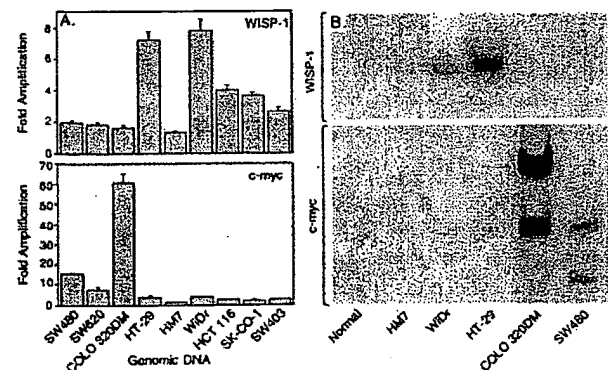 A.
WISP-1
Fold Amplification
8
6
4
2
0
c-myc
Fold Amplification
70
60
50
40
30
20
10
0
SW480
SW620
COLO 320DM
HT-29
HM7
WiDr
HCT 116
SK-CO-1
SW403
Genomic DNA
B.
WISP-1
c-myc
Normal
HM7
WiDr
HT-29
COLO 320DM
SW480